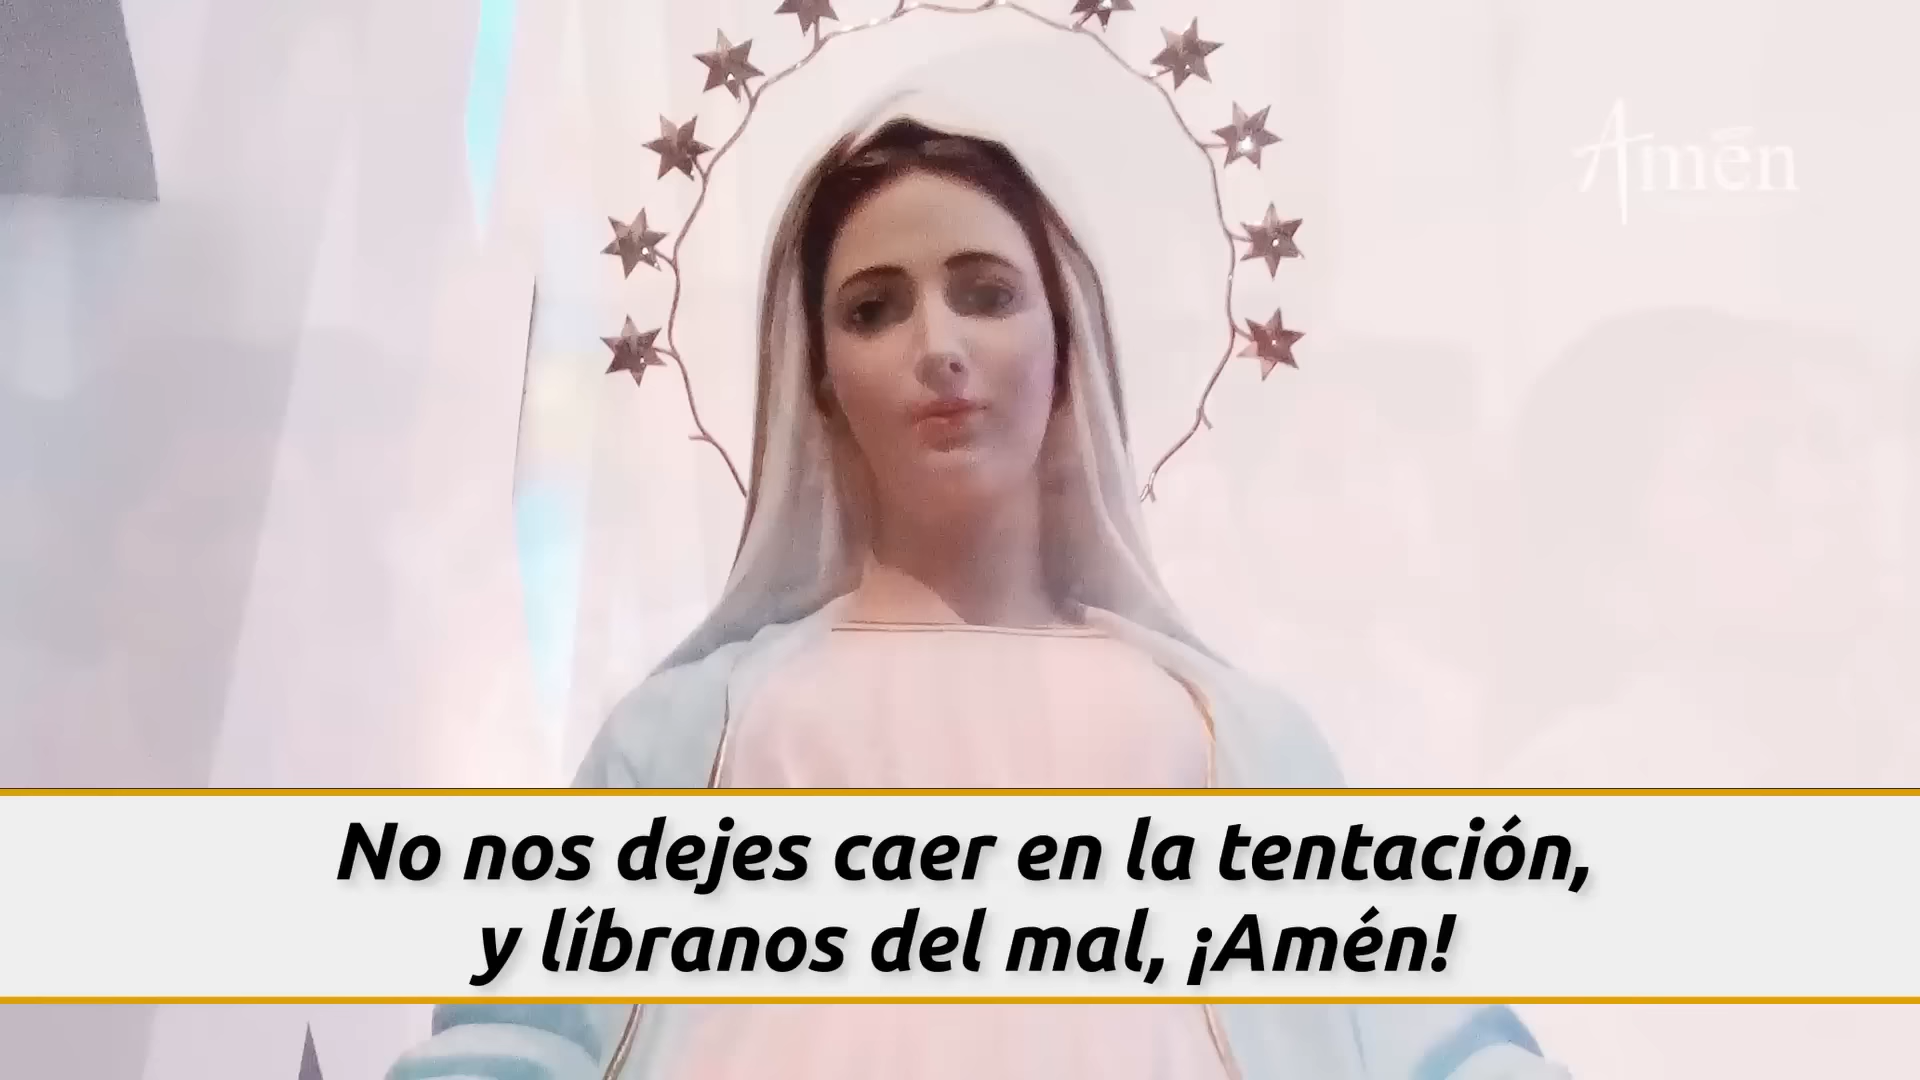 Amén
No nos dejes caer en la tentación,
y líbranos del mal, ¡Amén!